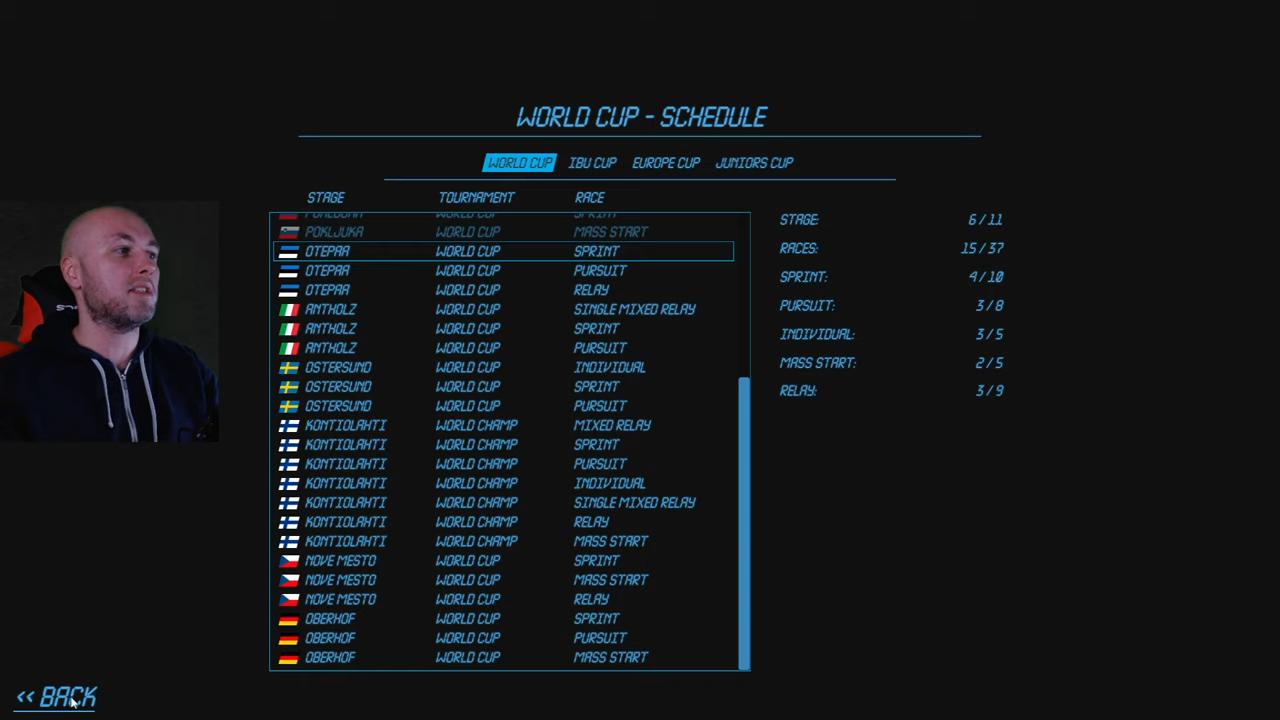 WORLD CUP - SCHEDULE
WORLD CUP IBU CUP EUROPE CUP JUNIORS CUP
STAGE TOURNAMENT RACE
POKLJUKA WORLD CUP SPRINT
POKLJUKA WORLD CUP MASS START
OTEPAA WORLD CUP SPRINT
OTEPAA WORLD CUP PURSUIT
OTEPAA WORLD CUP RELAY
ANTHOLZ WORLD CUP SINGLE MIXED RELAY
ANTHOLZ WORLD CUP SPRINT
ANTHOLZ WORLD CUP PURSUIT
OSTERSUND WORLD CUP INDIVIDUAL
OSTERSUND WORLD CUP SPRINT
OSTERSUND WORLD CUP PURSUIT
KONTIOLAHTI WORLD CHAMP MIXED RELAY
KONTIOLAHTI WORLD CHAMP SPRINT
KONTIOLAHTI WORLD CHAMP PURSUIT
KONTIOLAHTI WORLD CHAMP INDIVIDUAL
KONTIOLAHTI WORLD CHAMP SINGLE MIXED RELAY
KONTIOLAHTI WORLD CHAMP RELAY
KONTIOLAHTI WORLD CHAMP MASS START
NOVE MESTO WORLD CUP SPRINT
NOVE MESTO WORLD CUP MASS START
NOVE MESTO WORLD CUP RELAY
OBERHOF WORLD CUP SPRINT
OBERHOF WORLD CUP PURSUIT
OBERHOF WORLD CUP MASS START
STAGE: 6/11
RACES: 15/37
SPRINT: 4/10
PURSUIT: 3/8
INDIVIDUAL: 3/5
MASS START: 2/5
RELAY: 3/9
<< BACK